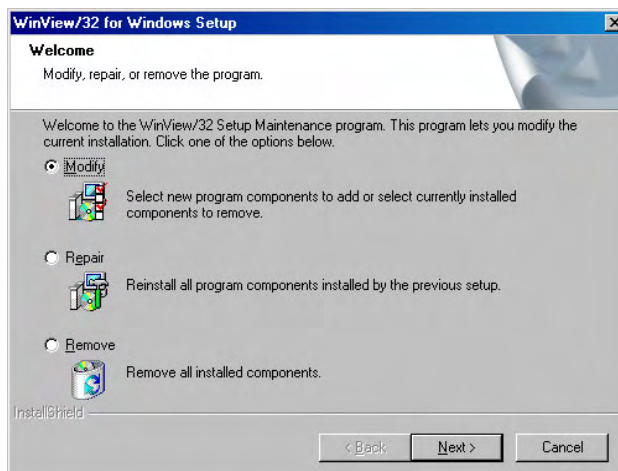 WinView/32 for Windows Setup
Welcome
Modify, repair, or remove the program.
Welcome to the WinView/32 Setup Maintenance program. This program lets you modify the
current installation. Click one of the options below.
Modify
Select new program components to add or select currently installed
components to remove.
Repair
Reinstall all program components installed by the previous setup.
Remove
Remove all installed components.
InstallShield
< Back
Next >
Cancel